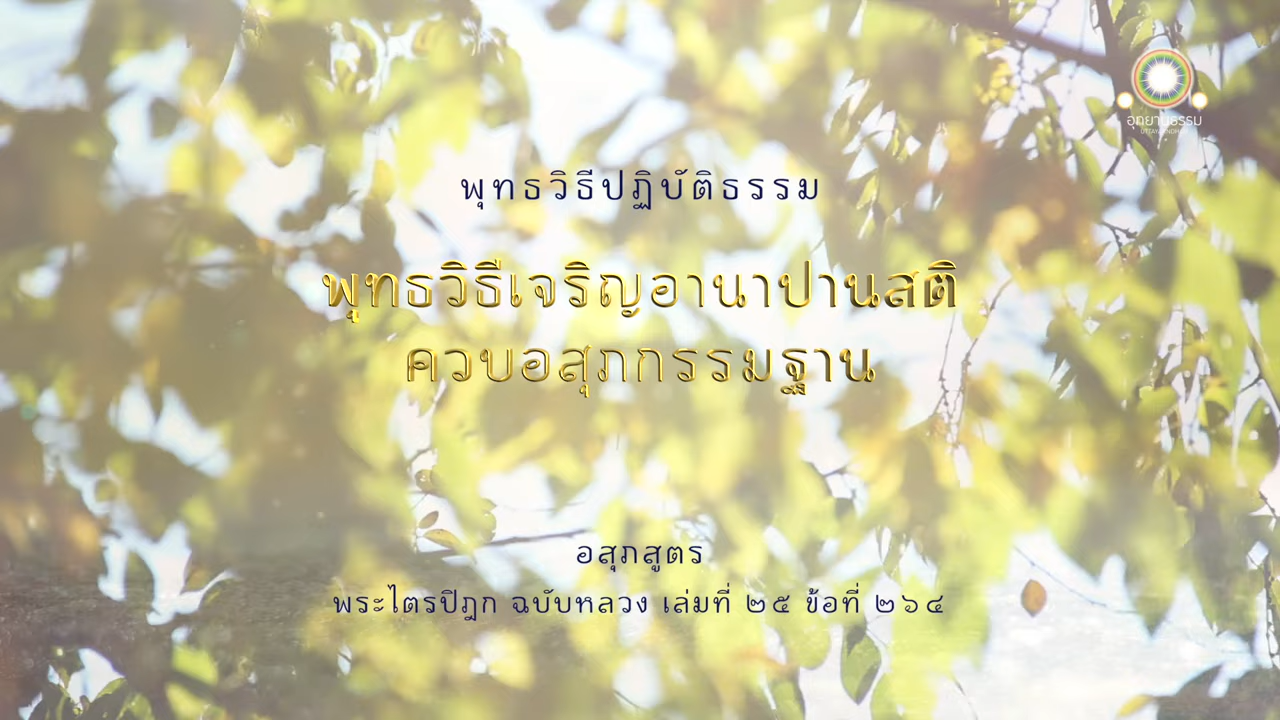 อุทยานธรรม
UTTAYANDHAM
พุทธวิธีปฏิบัติธรรม
พุทธวิธีเจริญอานาปานสติ
ควบอสุภกรรมฐาน
อสุภสูตร
พระไตรปิฎก ฉบับหลวง เล่มที่ ๒๕ ข้อที่ ๒๖๔